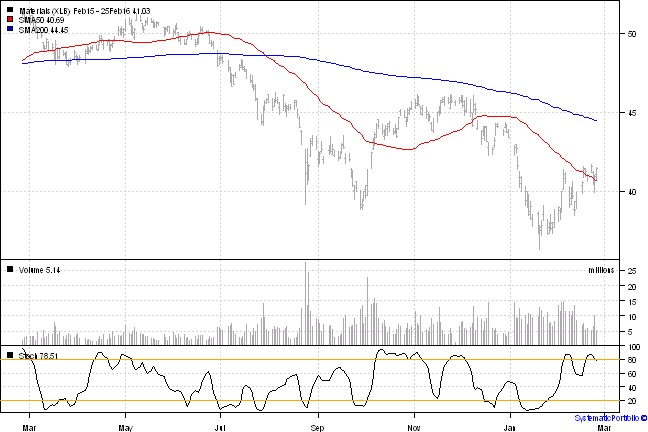 Materials (XLB) Feb15 - 25Feb16 41.03
SMA50 40.69
SMA200 44.45
50
45
40
Volume 5.14
millions
25
20
15
10
5
Stoch 78.51
100
80
60
40
20
SystematicPortfolio ©
Mar May Jul Sep Nov Jan Mar